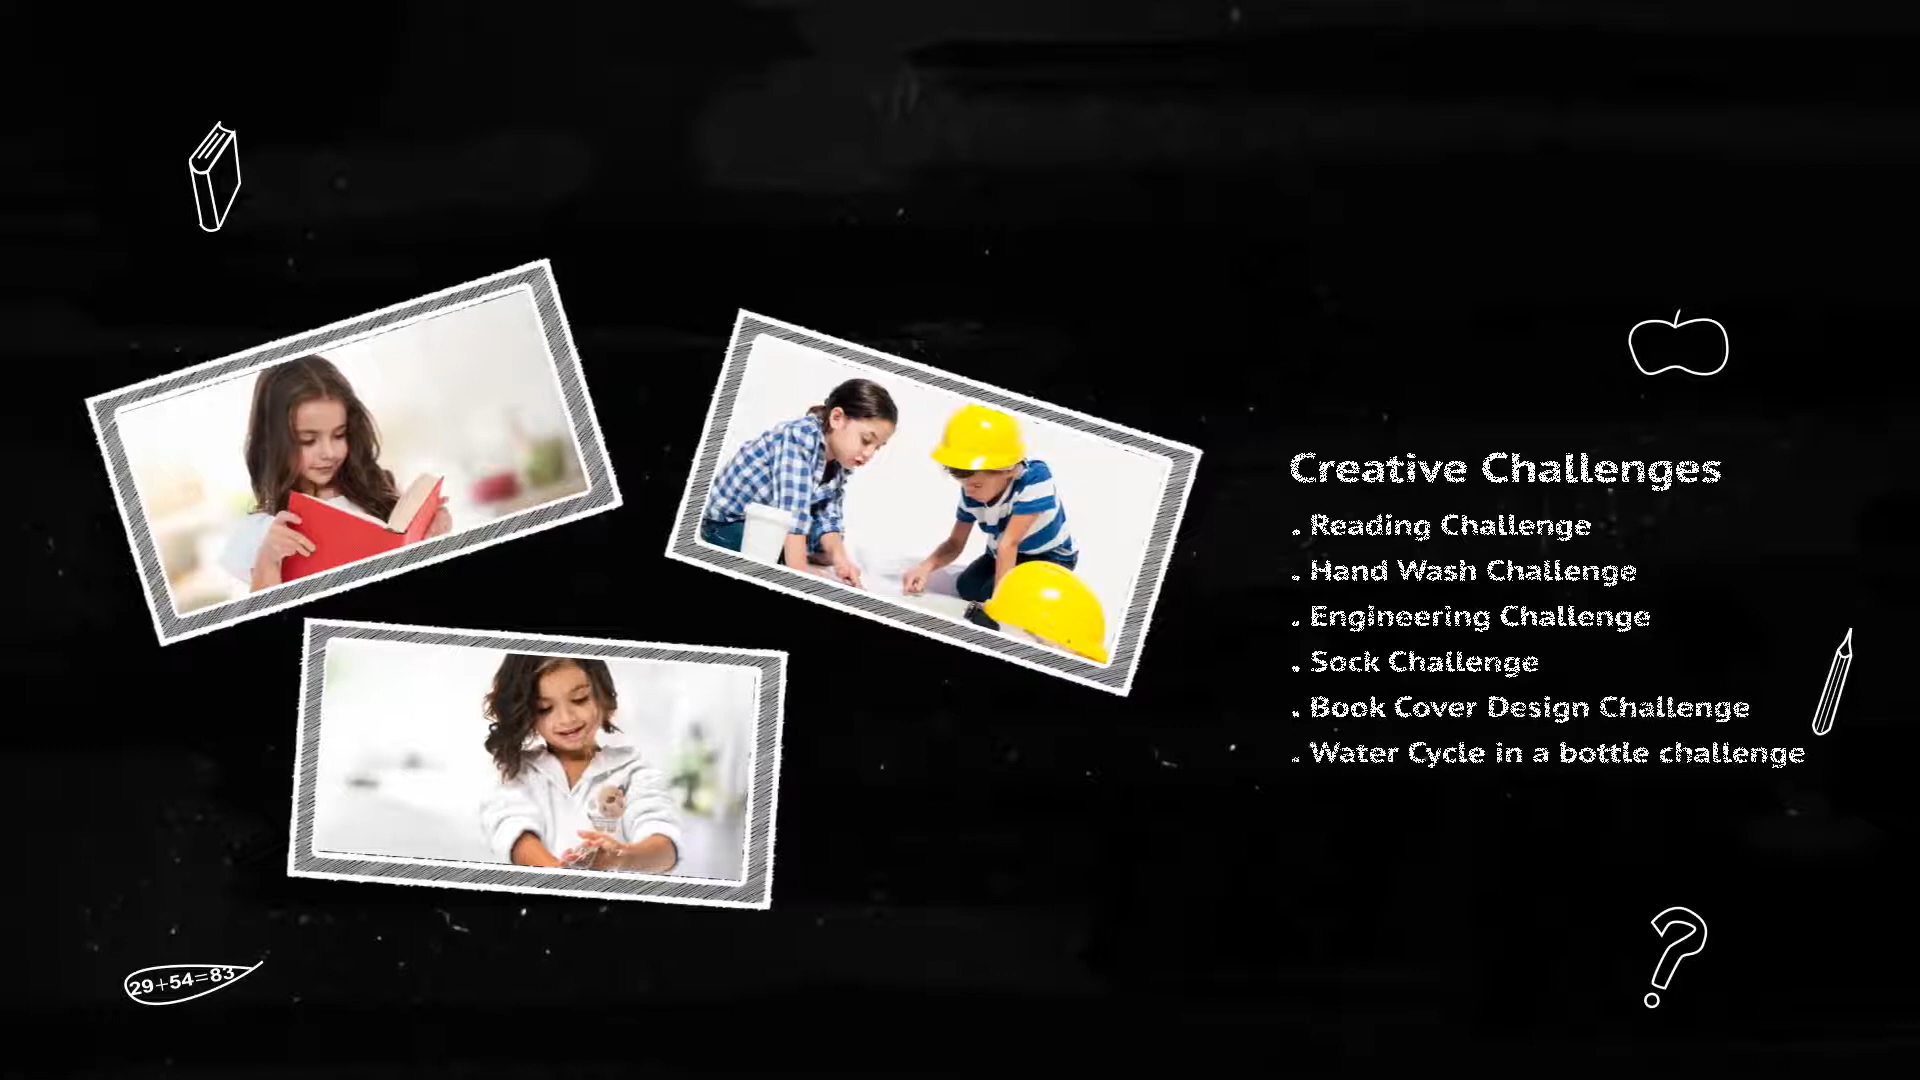 Creative Challenges
. Reading Challenge
. Hand Wash Challenge
. Engineering Challenge
. Sock Challenge
. Book Cover Design Challenge
. Water Cycle in a bottle challenge
29+54=83